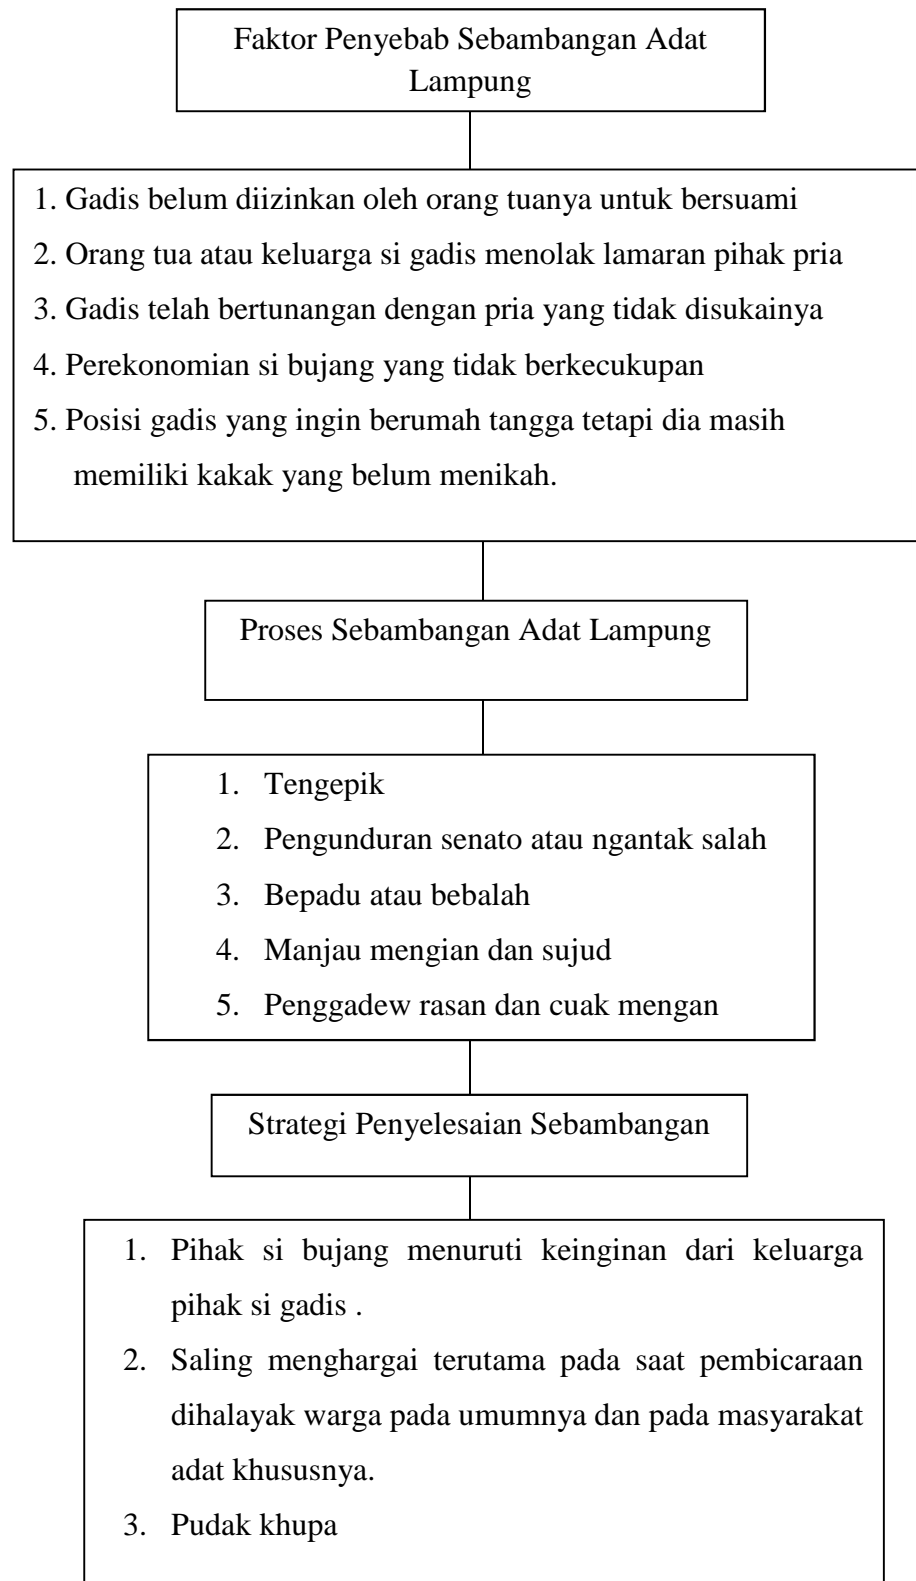 Faktor Penyebab Sebambangan Adat
Lampung
1. Gadis belum diizinkan oleh orang tuanya untuk bersuami
2. Orang tua atau keluarga si gadis menolak lamaran pihak pria
3. Gadis telah bertunangan dengan pria yang tidak disukainya
4. Perekonomian si bujang yang tidak berkecukupan
5. Posisi gadis yang ingin berumah tangga tetapi dia masih
memiliki kakak yang belum menikah.
Proses Sebambangan Adat Lampung
1. Tengepik
2. Pengunduran senato atau ngantak salah
3. Bepadu atau bebalah
4. Manjau mengian dan sujud
5. Penggadew rasan dan cuak mengan
Strategi Penyelesaian Sebambangan
1. Pihak si bujang menuruti keinginan dari keluarga
pihak si gadis .
2. Saling menghargai terutama pada saat pembicaraan
dihalayak warga pada umumnya dan pada masyarakat
adat khususnya.
3. Pudak khupa